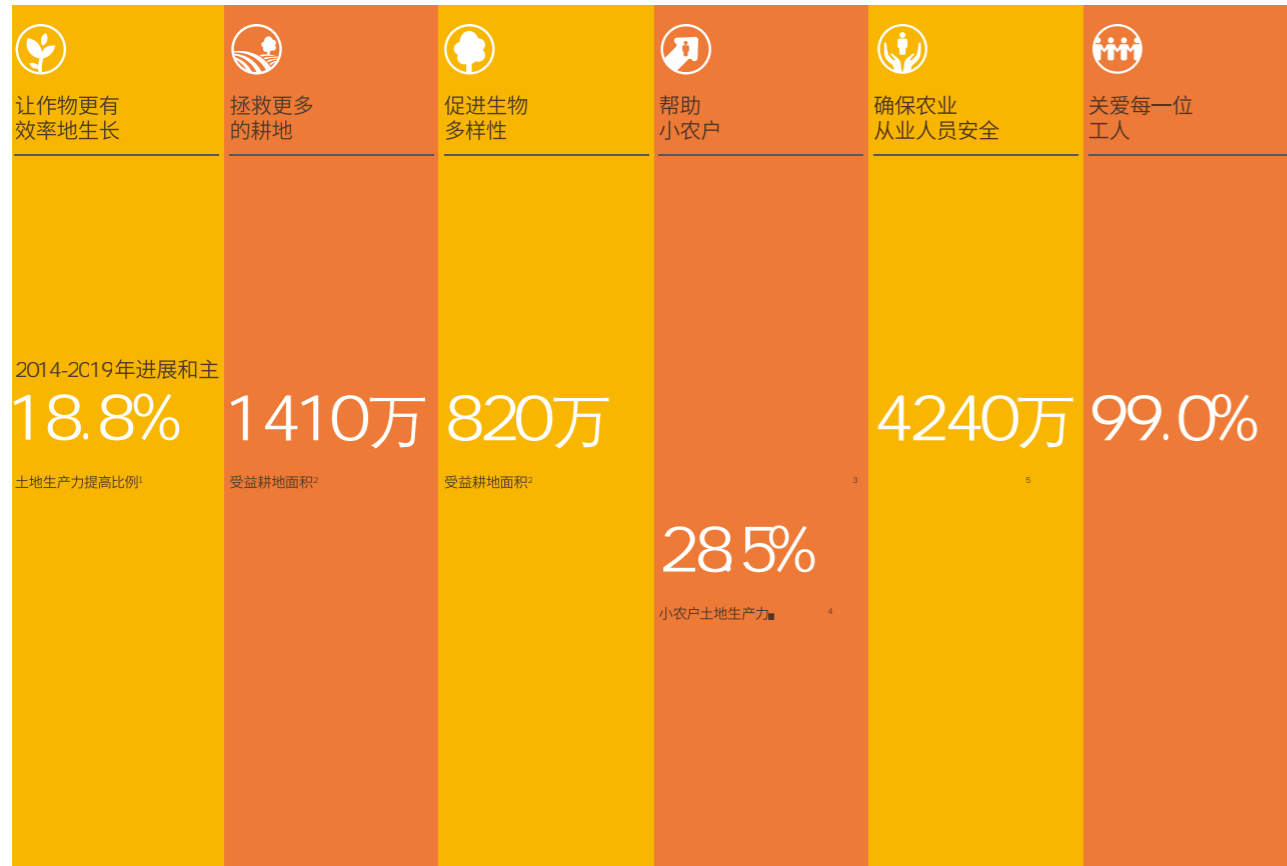 让作物更有
效率地生长
拯救更多
的耕地
促进生物
多样性
帮助
小农户
确保农业
从业人员安全
关爱每一位
工人
2014-2019年进展和主
18.8%
土地生产力提高比例1
1410万
受益耕地面积2
820万
受益耕地面积2
3
28.5%
小农户土地生产力
4
4240万
5
99.0%